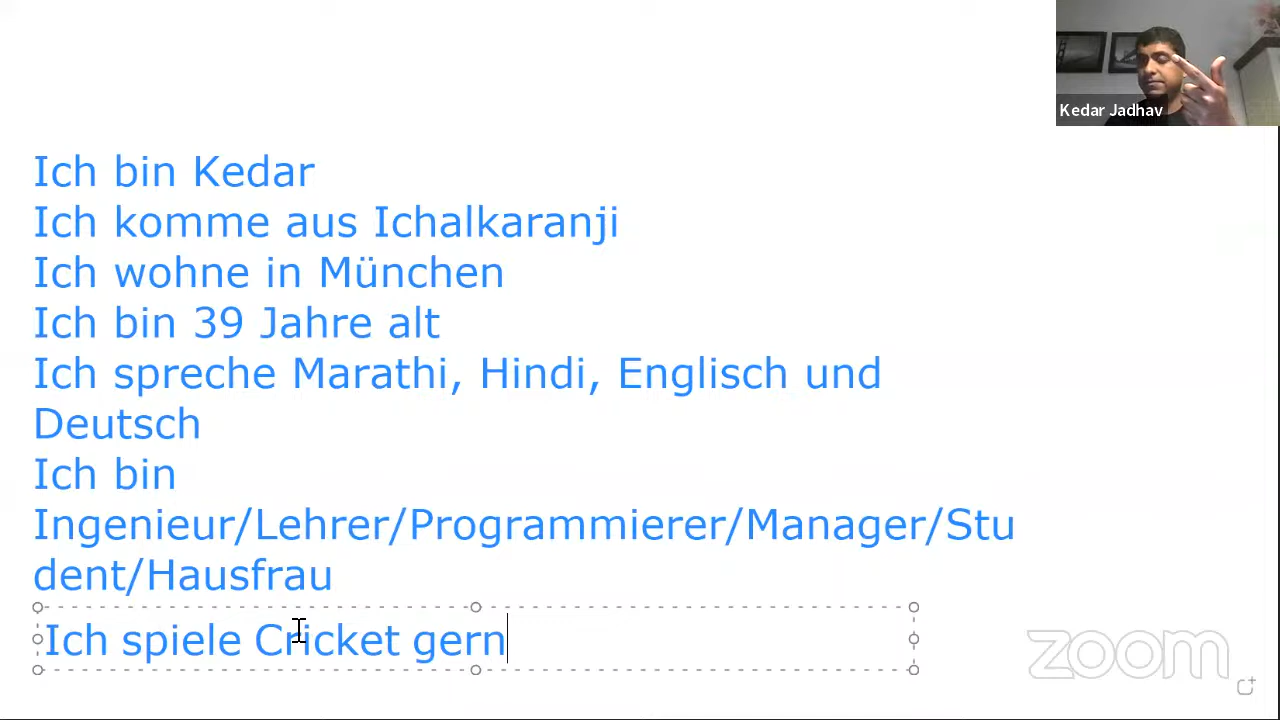 Kedar Jadhav
Ich bin Kedar
Ich komme aus Ichalkaranji
Ich wohne in München
Ich bin 39 Jahre alt
Ich spreche Marathi, Hindi, Englisch und
Deutsch
Ich bin
Ingenieur/Lehrer/Programmierer/Manager/Stu
dent/Hausfrau
Ich spiele Cricket gern
zoom